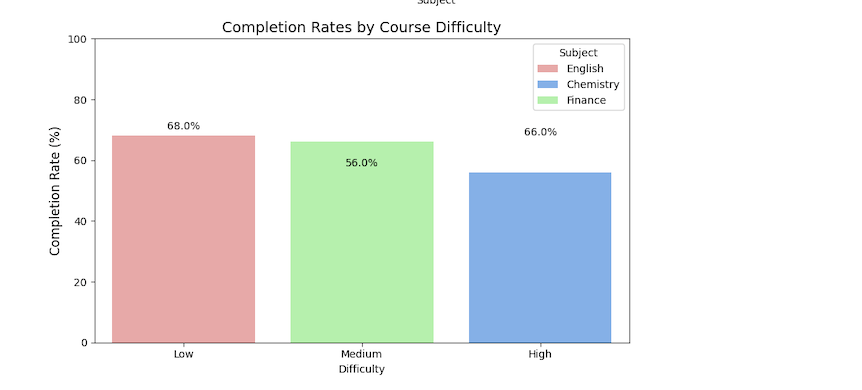 Subject
Completion Rates by Course Difficulty
100
80
60
40
20
0
Completion Rate (%)
68.0%
56.0%
66.0%
Subject
English
Chemistry
Finance
Low
Medium
High
Difficulty